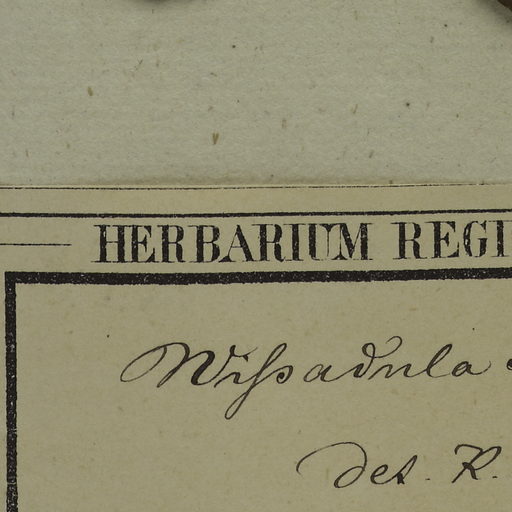 HERBARIUM REGI
Wissadula
det. R.